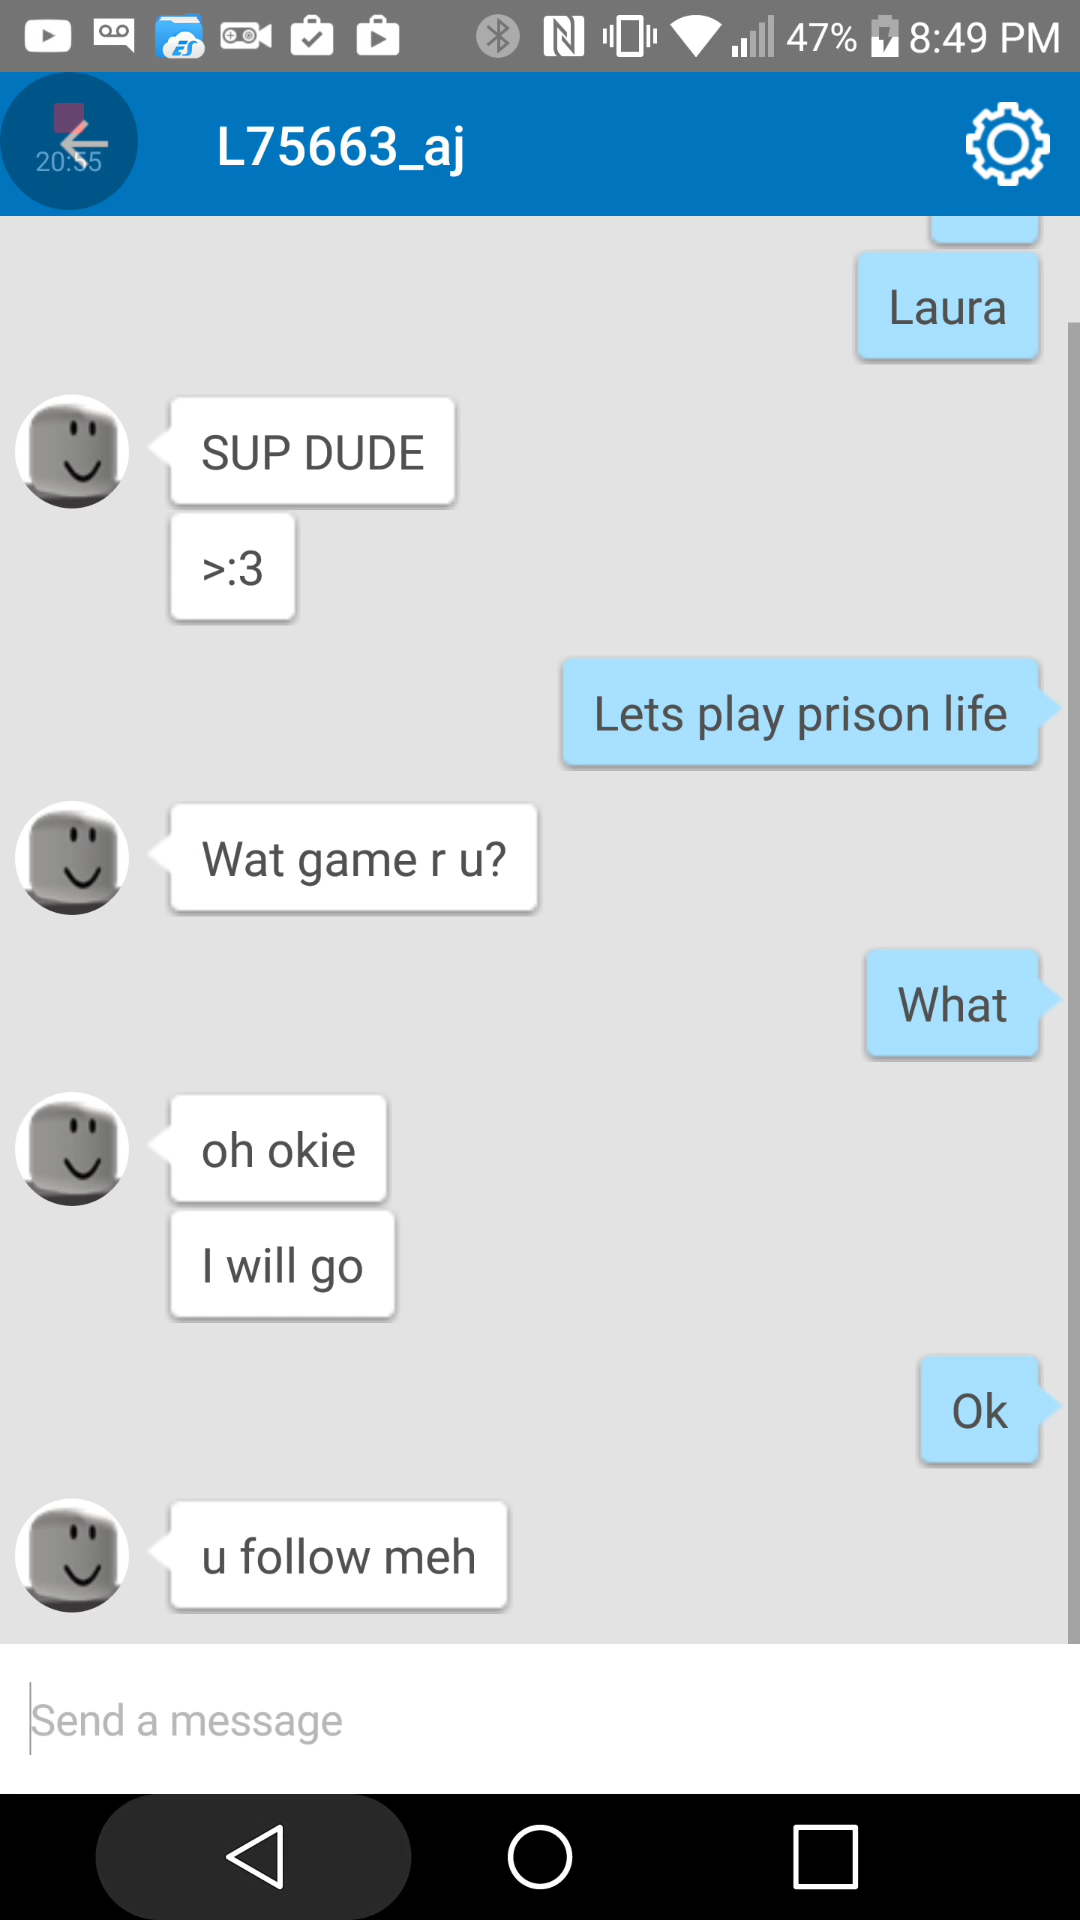 47% 8:49 PM
20:55
L75663_aj
Laura
SUP DUDE
>:3
Lets play prison life
Wat game r u?
What
oh okie
I will go
Ok
u follow meh
Send a message